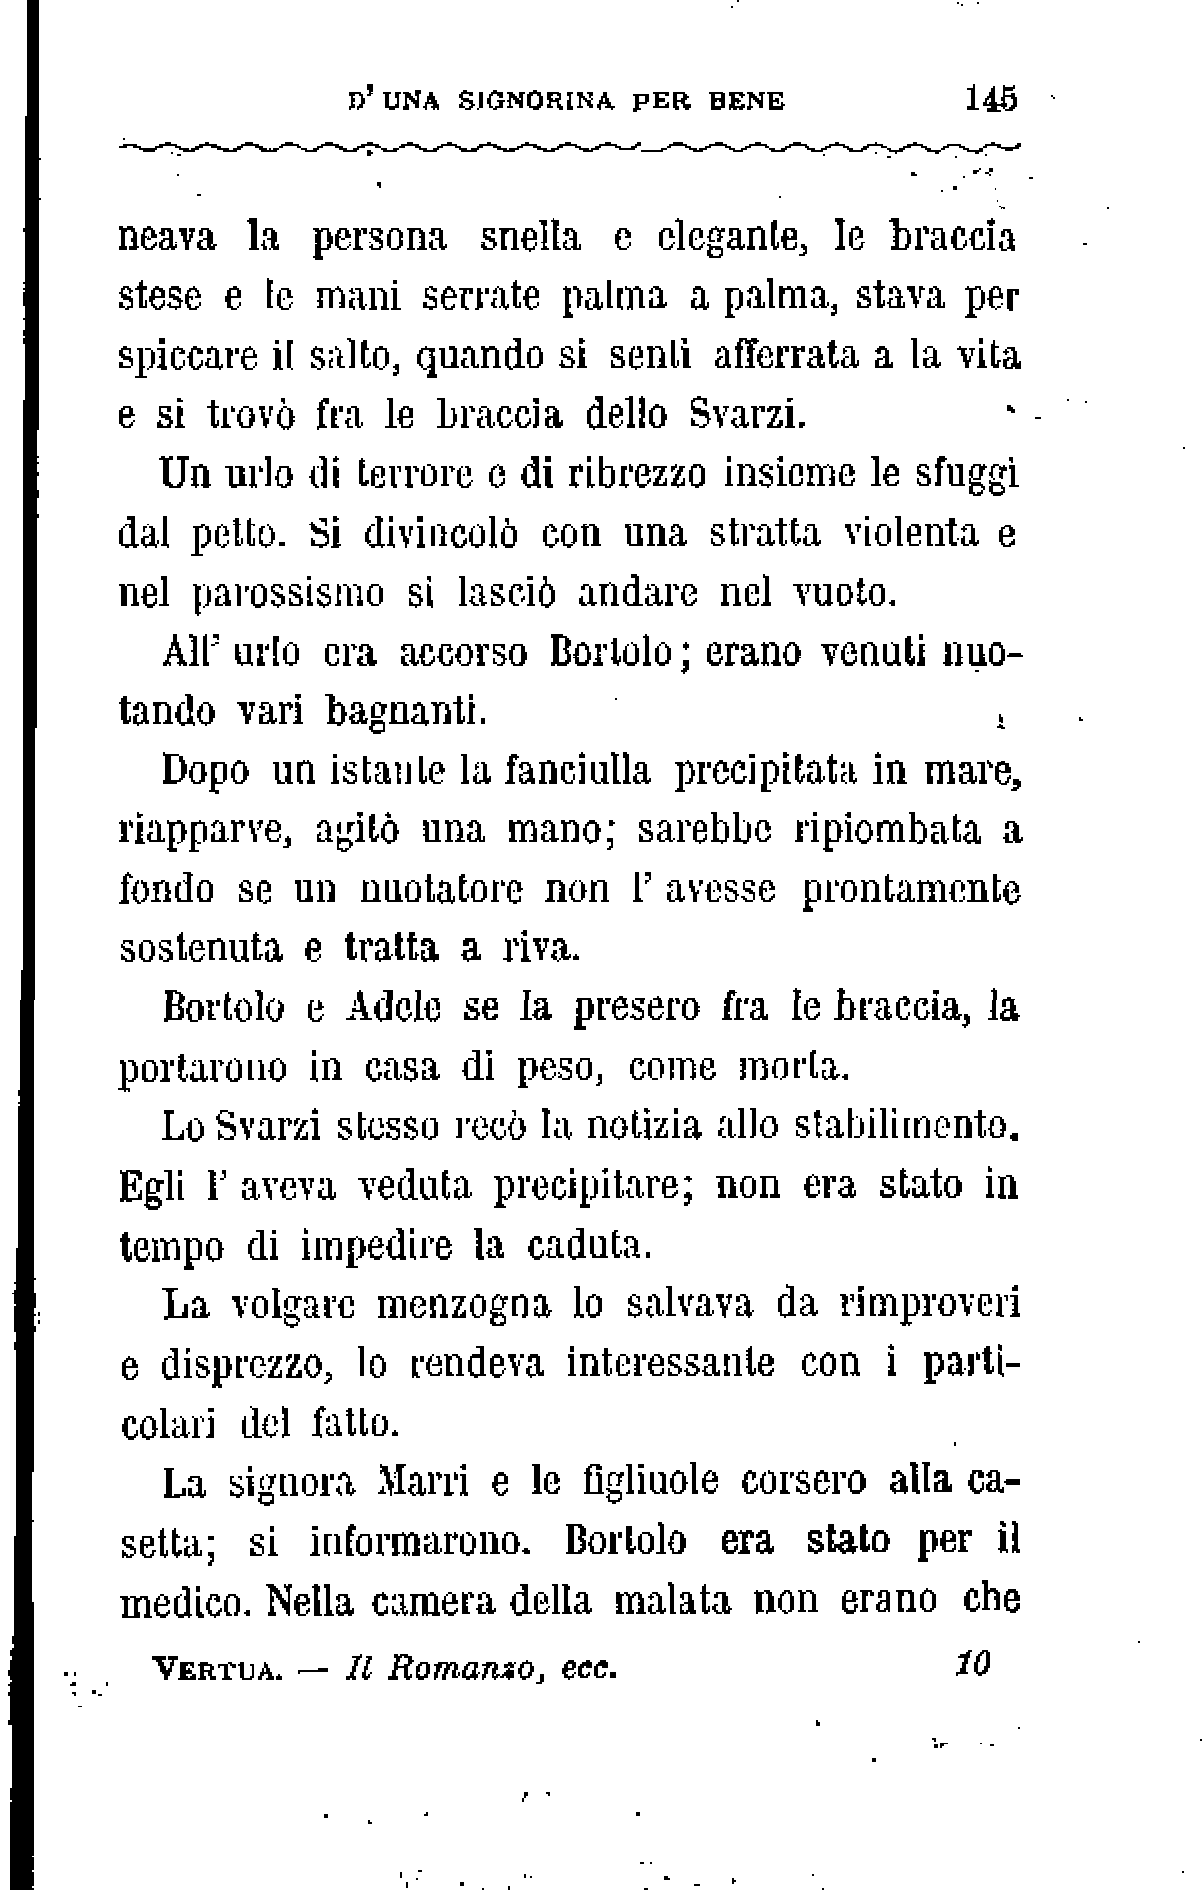 D' UNA SIGNORINA PER BENE 145
neava la persona snella e elegante, le braccia
stese e le mani serrate palma a palma, stava per
spiccare il salto, quando si sentì afferrata a la vita
e si trovò fra le braccia dello Svarzi.
Un urlo di terrore e di ribrezzo insieme le sfuggì
dal petto. Si divincolò con una stratta violenta e
nel parossismo si lasciò andare nel vuoto.
All' urlo era accorso Bortolo; erano venuti nuo-
tando vari bagnanti.
Dopo un istante la fanciulla precipitata in mare,
riapparve, agitò una mano; sarebbe ripiombata a
fondo se un nuotatore non l' avesse prontamente
sostenuta e tratta a riva.
Bortolo e Adele se la presero fra le braccia, la
portarono in casa di peso, come morta.
Lo Svarzi stesso recò la notizia allo stabilimento.
Egli l' aveva veduta precipitare; non era stato in
tempo di impedire la caduta.
La volgare menzogna lo salvava da rimproveri
e disprezzo, lo rendeva interessante con i parti-
colari del fatto.
La signora Marri e le figliuole corsero alla ca-
setta; si informarono. Bortolo era stato per il
medico. Nella camera della malata non erano che
VERTUA. — Il Romanzo, ecc. 10